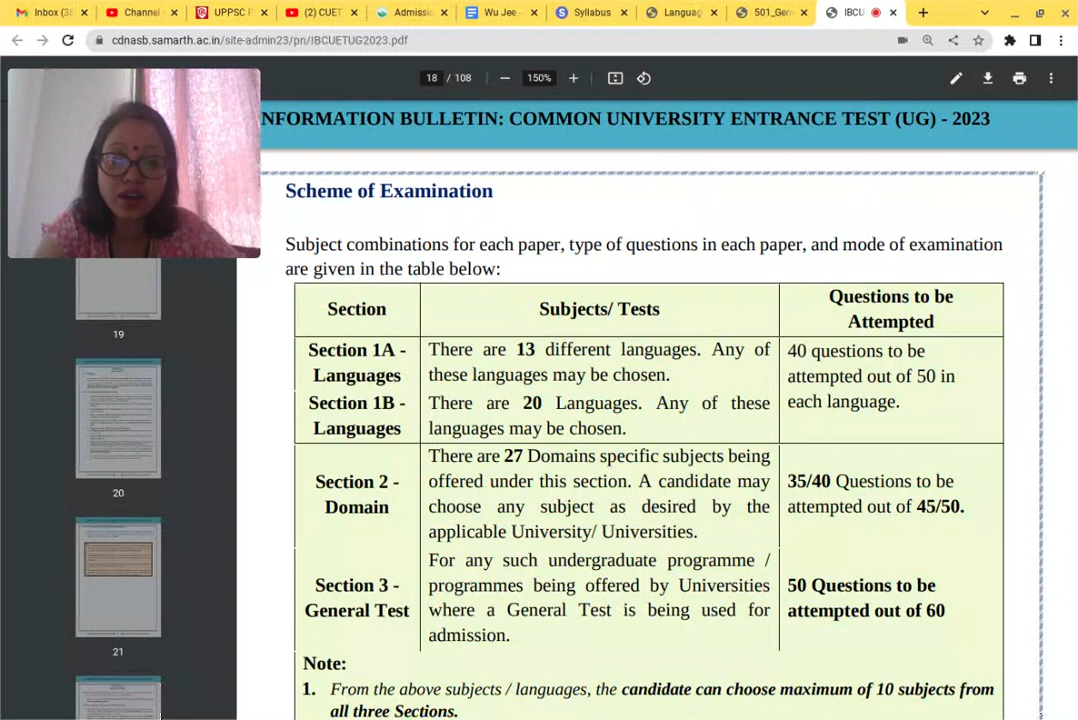 Inbox (38
Channel
UPPSC P
(2) CUET
Admissi
Wu Jee -
Syllabus
Languag
501_Gen
IBCU
cdnasb.samarth.ac.in/site-admin23/pn/IBCUETUG2023.pdf
18 / 108
150%
NFORMATION BULLETIN: COMMON UNIVERSITY ENTRANCE TEST (UG) - 2023
Scheme of Examination
Subject combinations for each paper, type of questions in each paper, and mode of examination
are given in the table below:
Section
Subjects/ Tests
Questions to be
Attempted
Section 1A -
Languages
There are 13 different languages. Any of
these languages may be chosen.
40 questions to be
attempted out of 50 in
each language.
Section 1B -
Languages
There are 20 Languages. Any of these
languages may be chosen.
Section 2 -
Domain
There are 27 Domains specific subjects being
offered under this section. A candidate may
choose any subject as desired by the
applicable University/ Universities.
35/40 Questions to be
attempted out of 45/50.
Section 3 -
General Test
For any such undergraduate programme /
programmes being offered by Universities
where a General Test is being used for
admission.
50 Questions to be
attempted out of 60
Note:
1. From the above subjects / languages, the candidate can choose maximum of 10 subjects from
all three Sections.
19
20
21